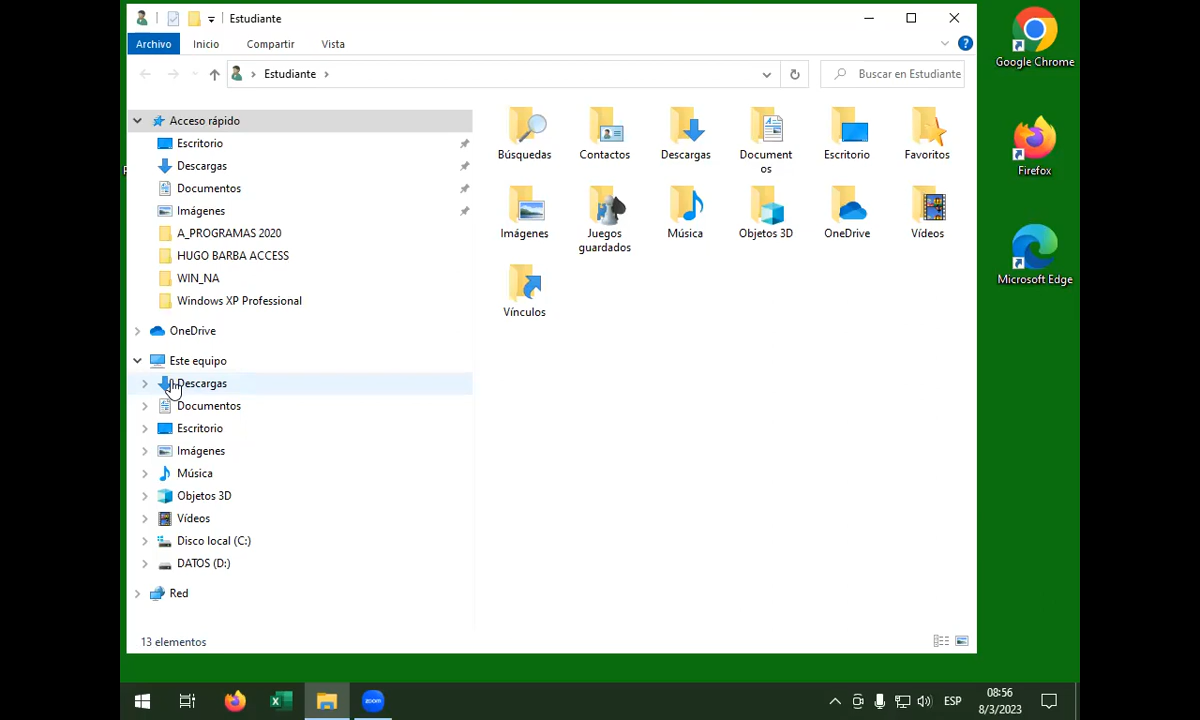 Estudiante
Archivo Inicio Compartir Vista
Estudiante
Buscar en Estudiante
Acceso rápido
Escritorio
Descargas
Documentos
Imágenes
A_PROGRAMAS 2020
HUGO BARBA ACCESS
WIN_NA
Windows XP Professional
OneDrive
Este equipo
Descargas
Documentos
Escritorio
Imágenes
Música
Objetos 3D
Vídeos
Disco local (C:)
DATOS (D:)
Red
13 elementos
Búsquedas Contactos Descargas Document Escritorio Favoritos
os
Imágenes Juegos Música Objetos 3D OneDrive Vídeos
guardados
Vínculos
Google Chrome
Firefox
Microsoft Edge
zoom
ESP
08:56
8/3/2023